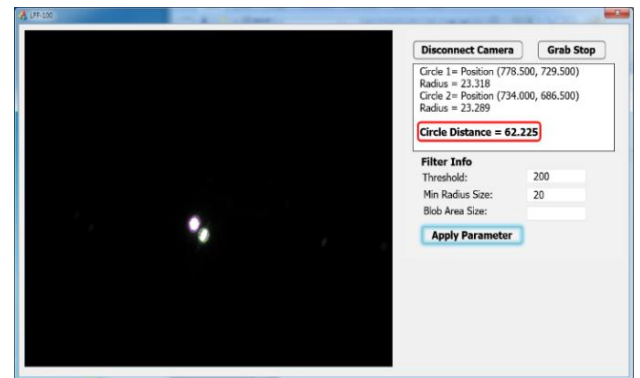 LPF-100
Disconnect Camera
Grab Stop
Circle 1= Position (778.500, 729.500)
Radius = 23.318
Circle 2= Position (734.000, 686.500)
Radius = 23.289
Circle Distance = 62.225
Filter Info
Threshold: 200
Min Radius Size: 20
Blob Area Size:
Apply Parameter